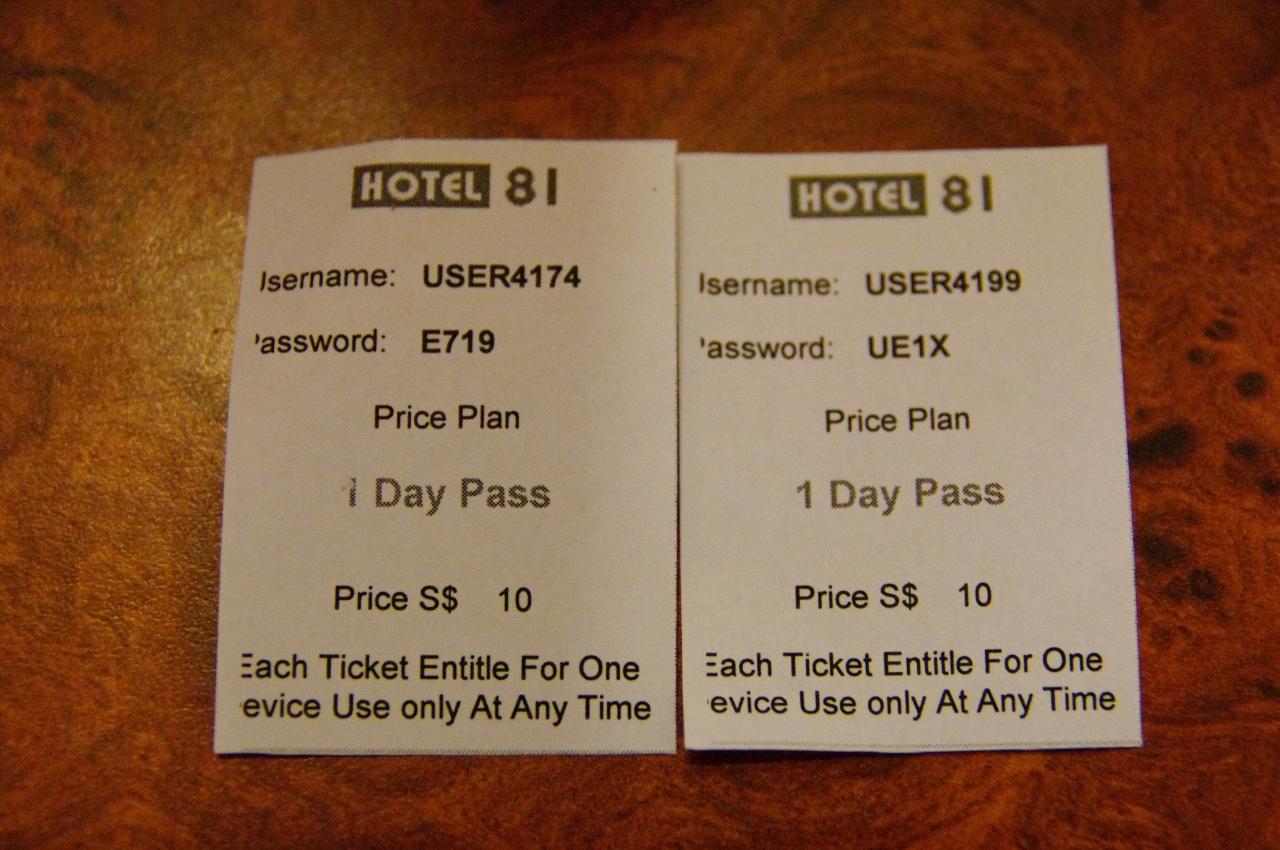 HOTEL 81
Username: USER4174
Password: E719
Price Plan
1 Day Pass
Price S$ 10
Each Ticket Entitle For One
evice Use only At Any Time
HOTEL 81
Username: USER4199
Password: UE1X
Price Plan
1 Day Pass
Price S$ 10
Each Ticket Entitle For One
evice Use only At Any Time